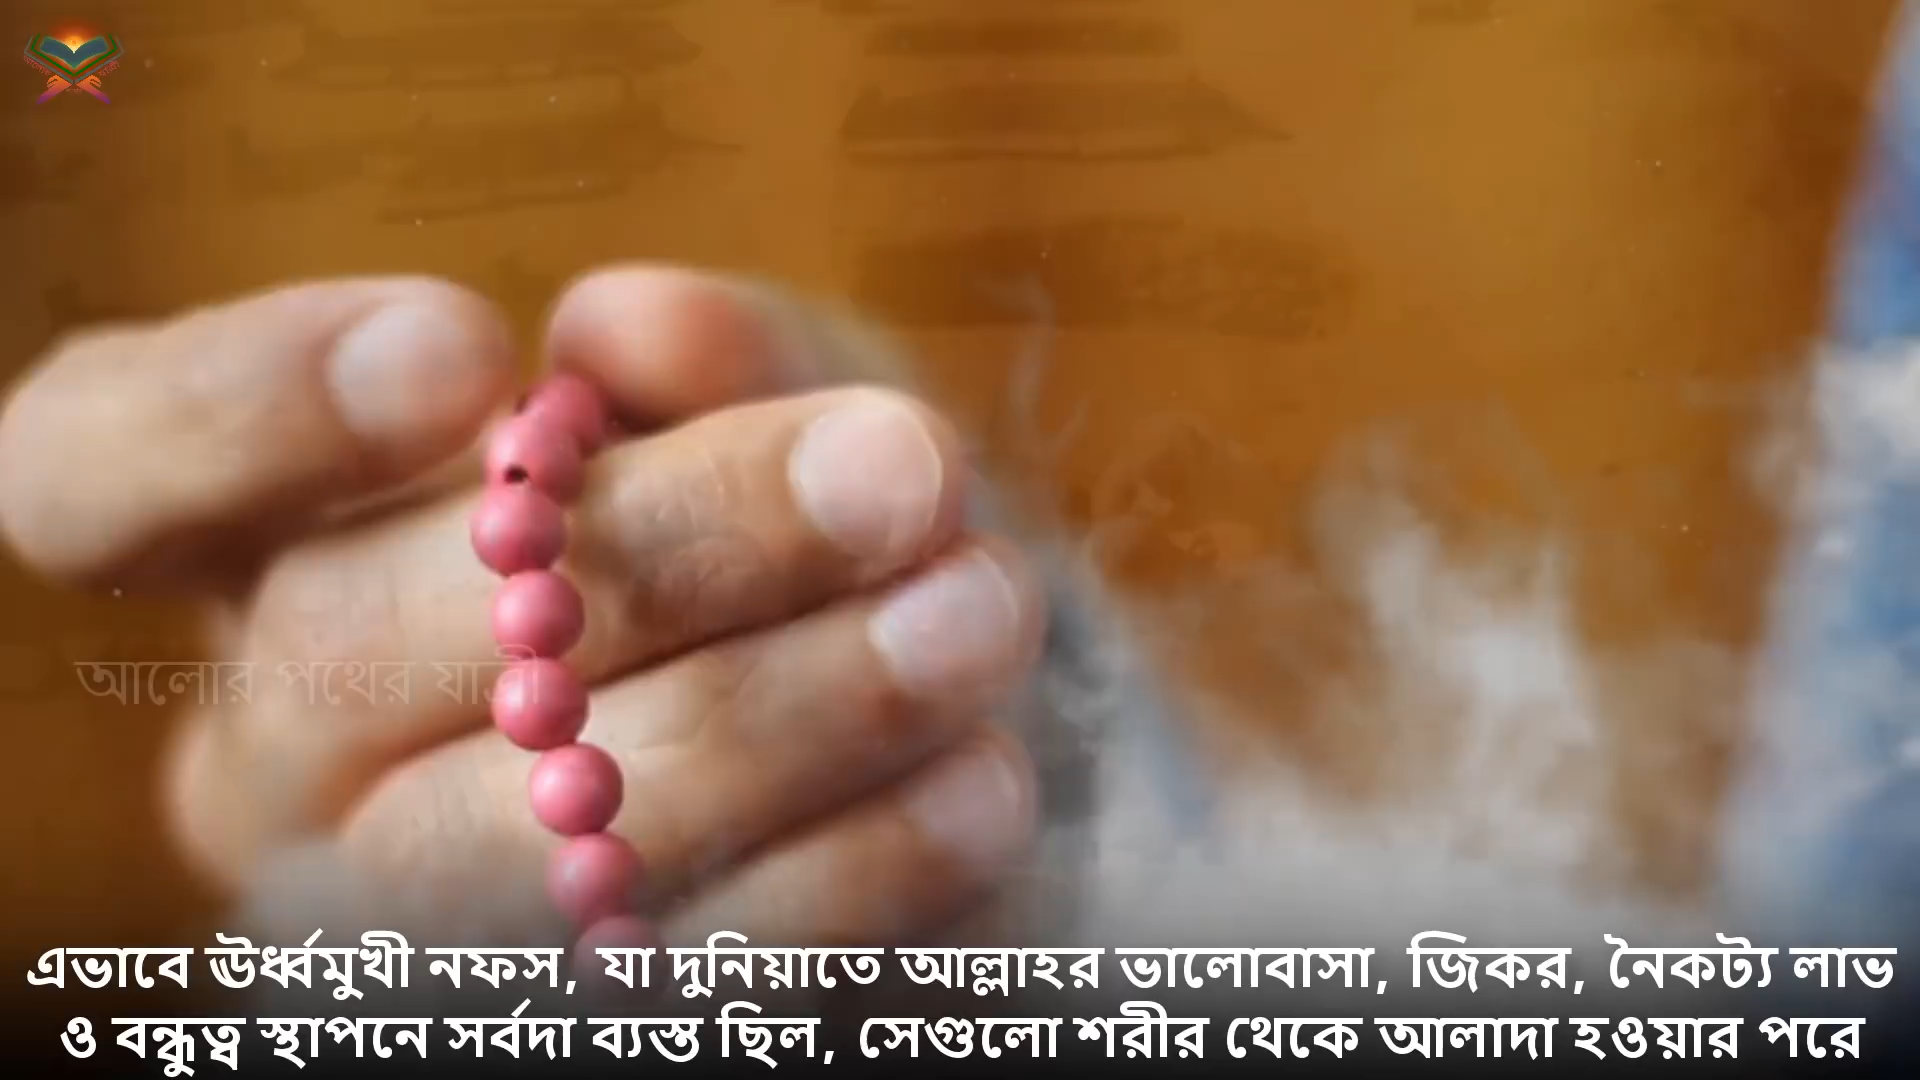 আলোর পথের যাত্রী
এভাবে ঊর্ধ্বমুখী নফস, যা দুনিয়াতে আল্লাহর ভালোবাসা, জিকর, নৈকট্য লাভ
ও বন্ধুত্ব স্থাপনে সর্বদা ব্যস্ত ছিল, সেগুলো শরীর থেকে আলাদা হওয়ার পরে